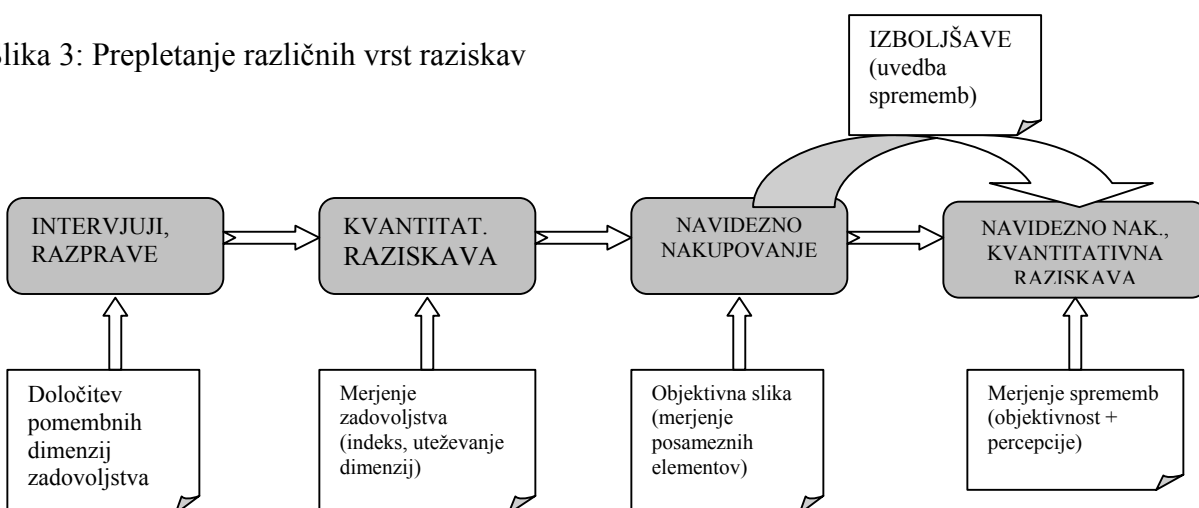 Slika 3: Prepletanje različnih vrst raziskav
IZBOLJŠAVE
(uvedba
sprememb)
INTERVJUJI,
RAZPRAVE
KVANTITAT.
RAZISKAVA
NAVIDEZNO
NAKUPOVANJE
NAVIDEZNO NAK.,
KVANTITATIVNA
RAZISKAVA
Določitev
pomembnih
dimenzij
zadovoljstva
Merjenje
zadovoljstva
(indeks, uteževanje
dimenzij)
Objektivna slika
(merjenje
posameznih
elementov)
Merjenje sprememb
(objektivnost +
percepcije)